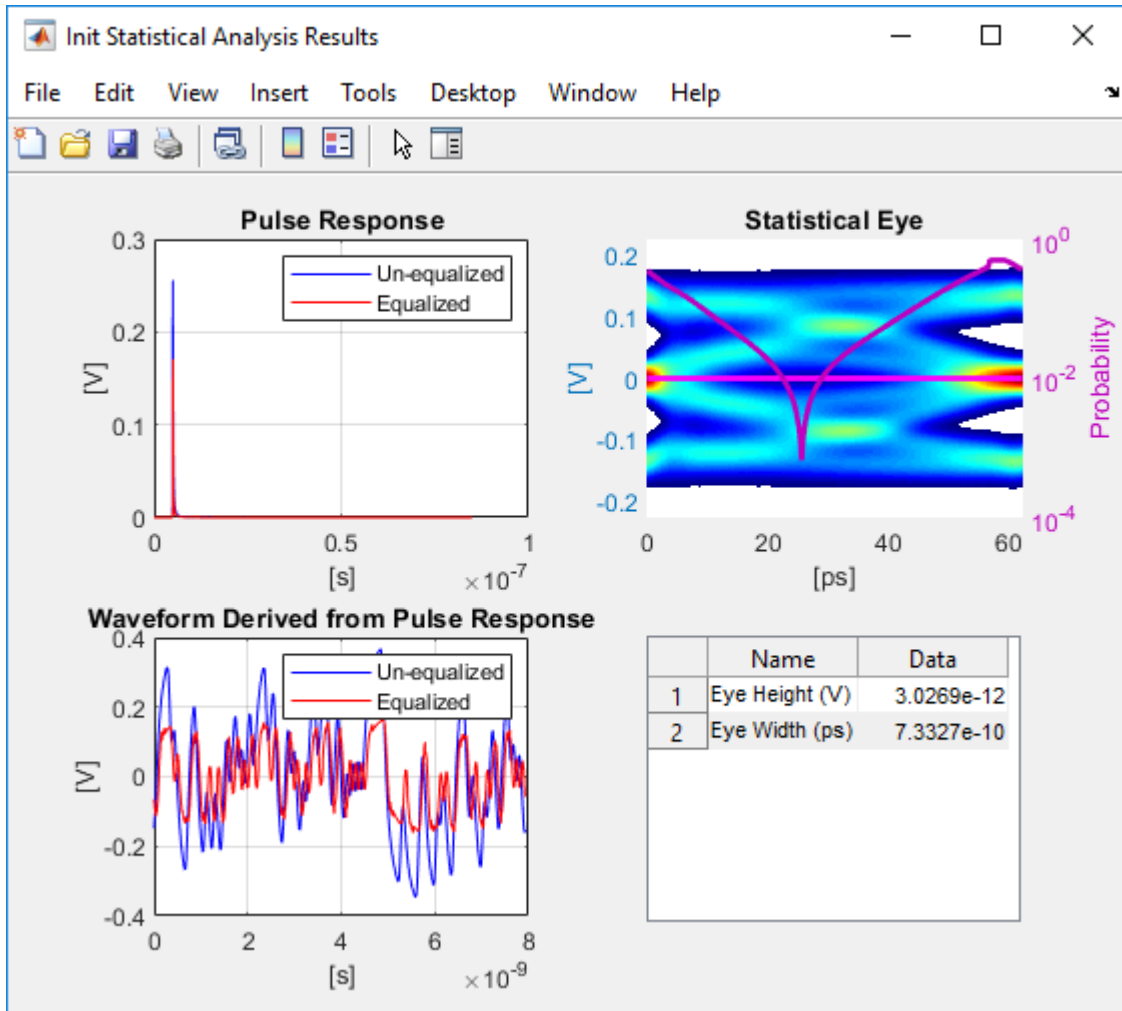 Init Statistical Analysis Results
File Edit View Insert Tools Desktop Window Help
Pulse Response
0.3
0.2
0.1
0
[V]
Un-equalized
Equalized
0 0.5 1
[s] ×10^-7
Statistical Eye
0.2
0.1
0
-0.1
-0.2
[V]
10^0
10^-2
10^-4
Probability
0 20 40 60
[ps]
Waveform Derived from Pulse Response
0.4
0.2
0
-0.2
-0.4
[V]
Un-equalized
Equalized
0 2 4 6 8
[s] ×10^-9
Name Data
1 Eye Height (V) 3.0269e-12
2 Eye Width (ps) 7.3327e-10